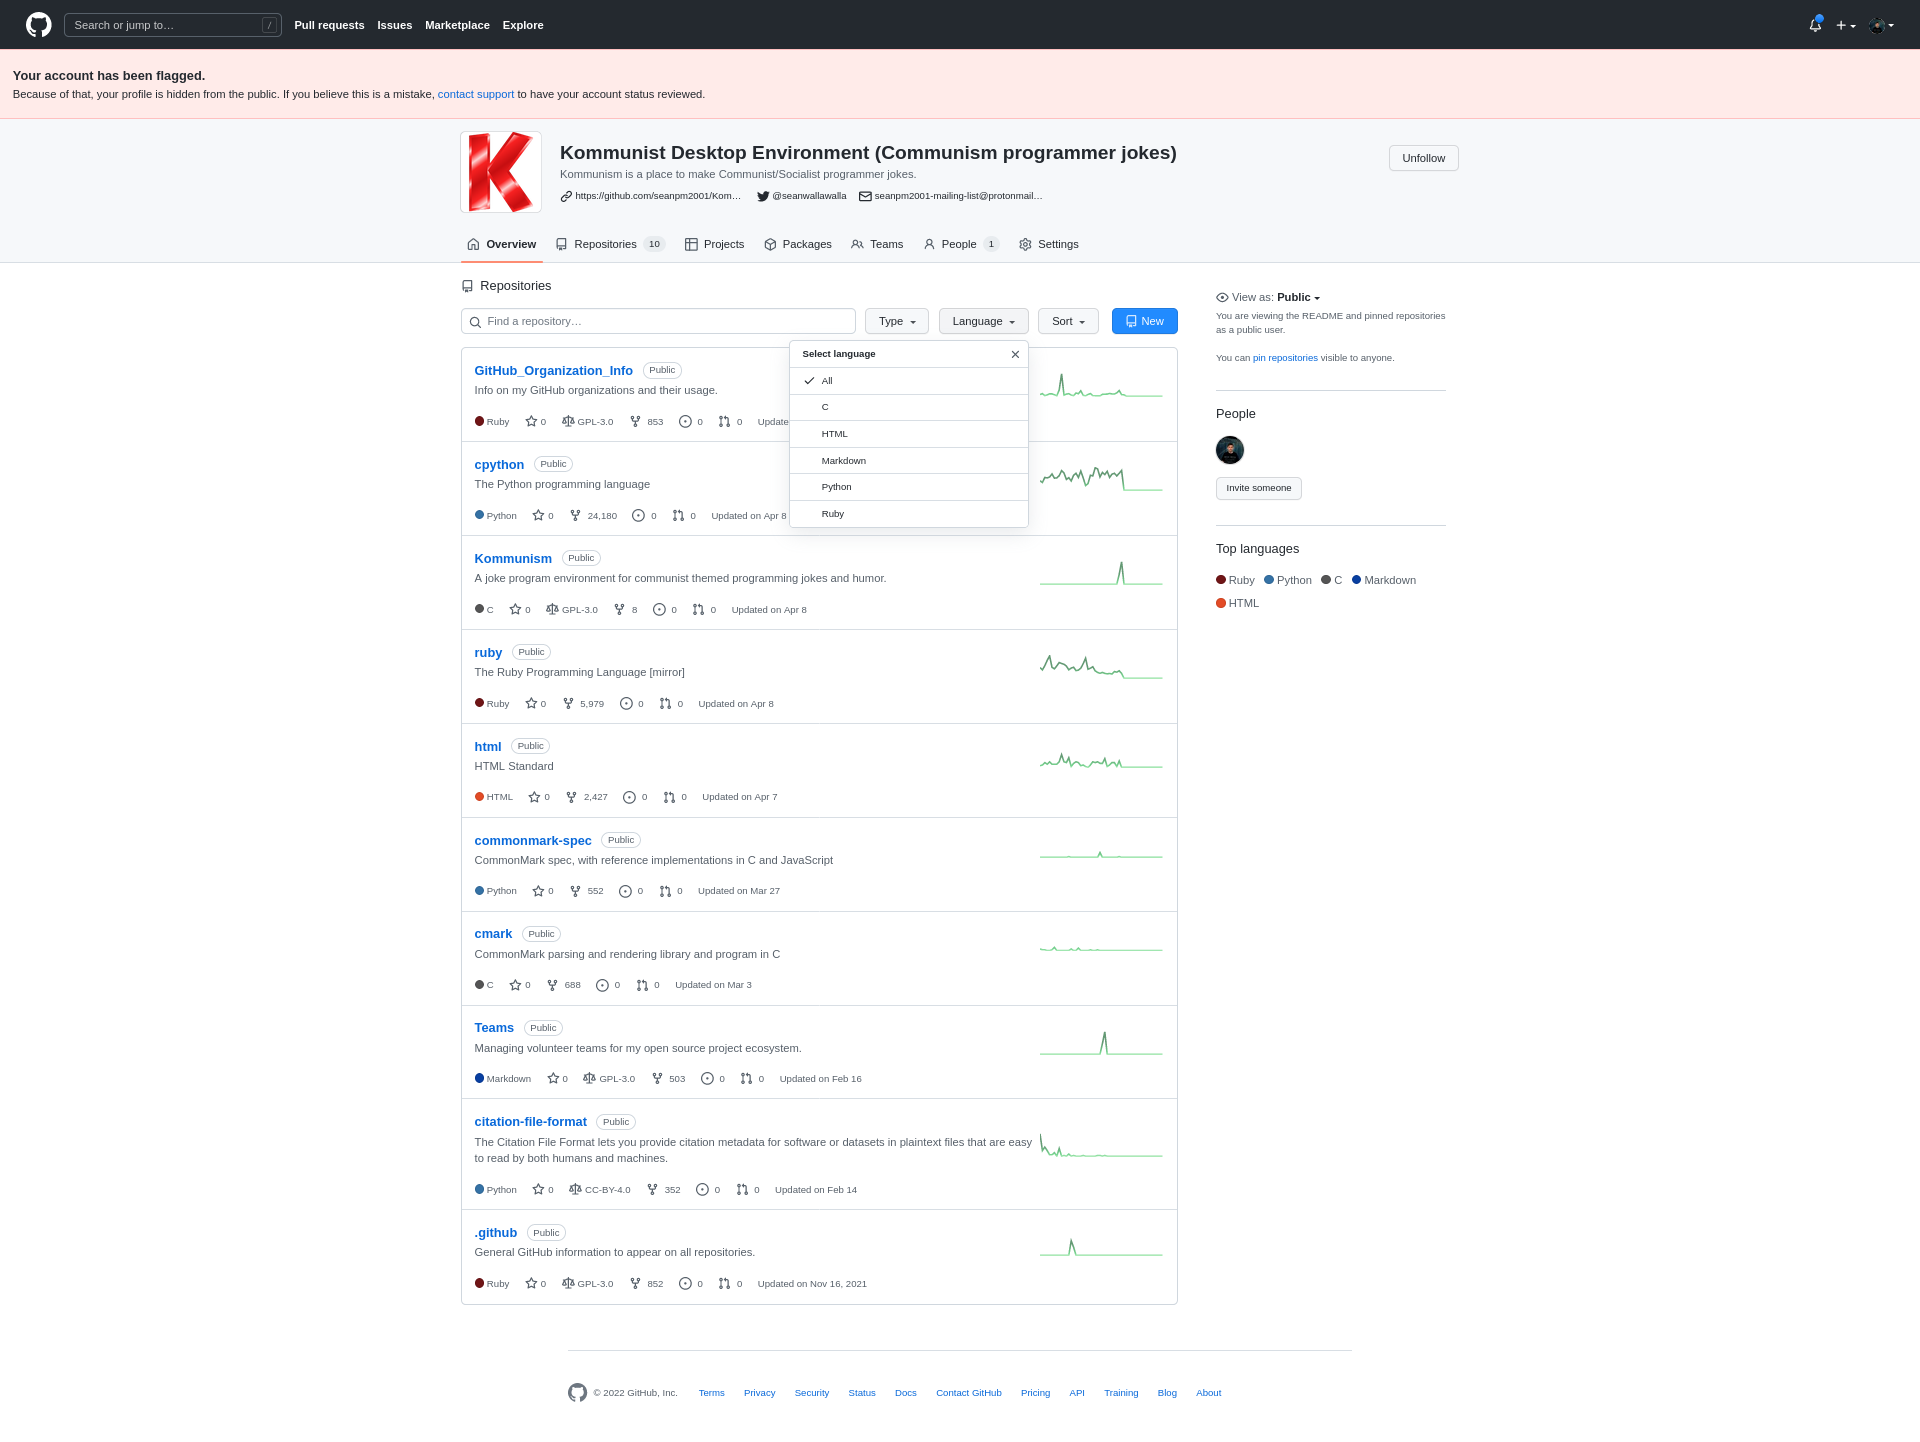 Search or jump to… /
Pull requests Issues Marketplace Explore
Your account has been flagged.
Because of that, your profile is hidden from the public. If you believe this is a mistake, contact support to have your account status reviewed.
K
Kommunist Desktop Environment (Communism programmer jokes)
Kommunism is a place to make Communist/Socialist programmer jokes.
https://github.com/seanpm2001/Kom… @seanwallawalla seanpm2001-mailing-list@protonmail…
Unfollow
Overview Repositories 10 Projects Packages Teams People 1 Settings
Repositories
Find a repository… Type Language Sort New
Select language
All
C
HTML
Markdown
Python
Ruby
GitHub_Organization_Info Public
Info on my GitHub organizations and their usage.
Ruby 0 GPL-3.0 853 0 0 Update
cpython Public
The Python programming language
Python 0 24,180 0 0 Updated on Apr 8
Kommunism Public
A joke program environment for communist themed programming jokes and humor.
C 0 GPL-3.0 8 0 0 Updated on Apr 8
ruby Public
The Ruby Programming Language [mirror]
Ruby 0 5,979 0 0 Updated on Apr 8
html Public
HTML Standard
HTML 0 2,427 0 0 Updated on Apr 7
commonmark-spec Public
CommonMark spec, with reference implementations in C and JavaScript
Python 0 552 0 0 Updated on Mar 27
cmark Public
CommonMark parsing and rendering library and program in C
C 0 688 0 0 Updated on Mar 3
Teams Public
Managing volunteer teams for my open source project ecosystem.
Markdown 0 GPL-3.0 503 0 0 Updated on Feb 16
citation-file-format Public
The Citation File Format lets you provide citation metadata for software or datasets in plaintext files that are easy
to read by both humans and machines.
Python 0 CC-BY-4.0 352 0 0 Updated on Feb 14
.github Public
General GitHub information to appear on all repositories.
Ruby 0 GPL-3.0 852 0 0 Updated on Nov 16, 2021
View as: Public
You are viewing the README and pinned repositories
as a public user.
You can pin repositories visible to anyone.
People
Invite someone
Top languages
Ruby Python C Markdown
HTML
© 2022 GitHub, Inc. Terms Privacy Security Status Docs Contact GitHub Pricing API Training Blog About